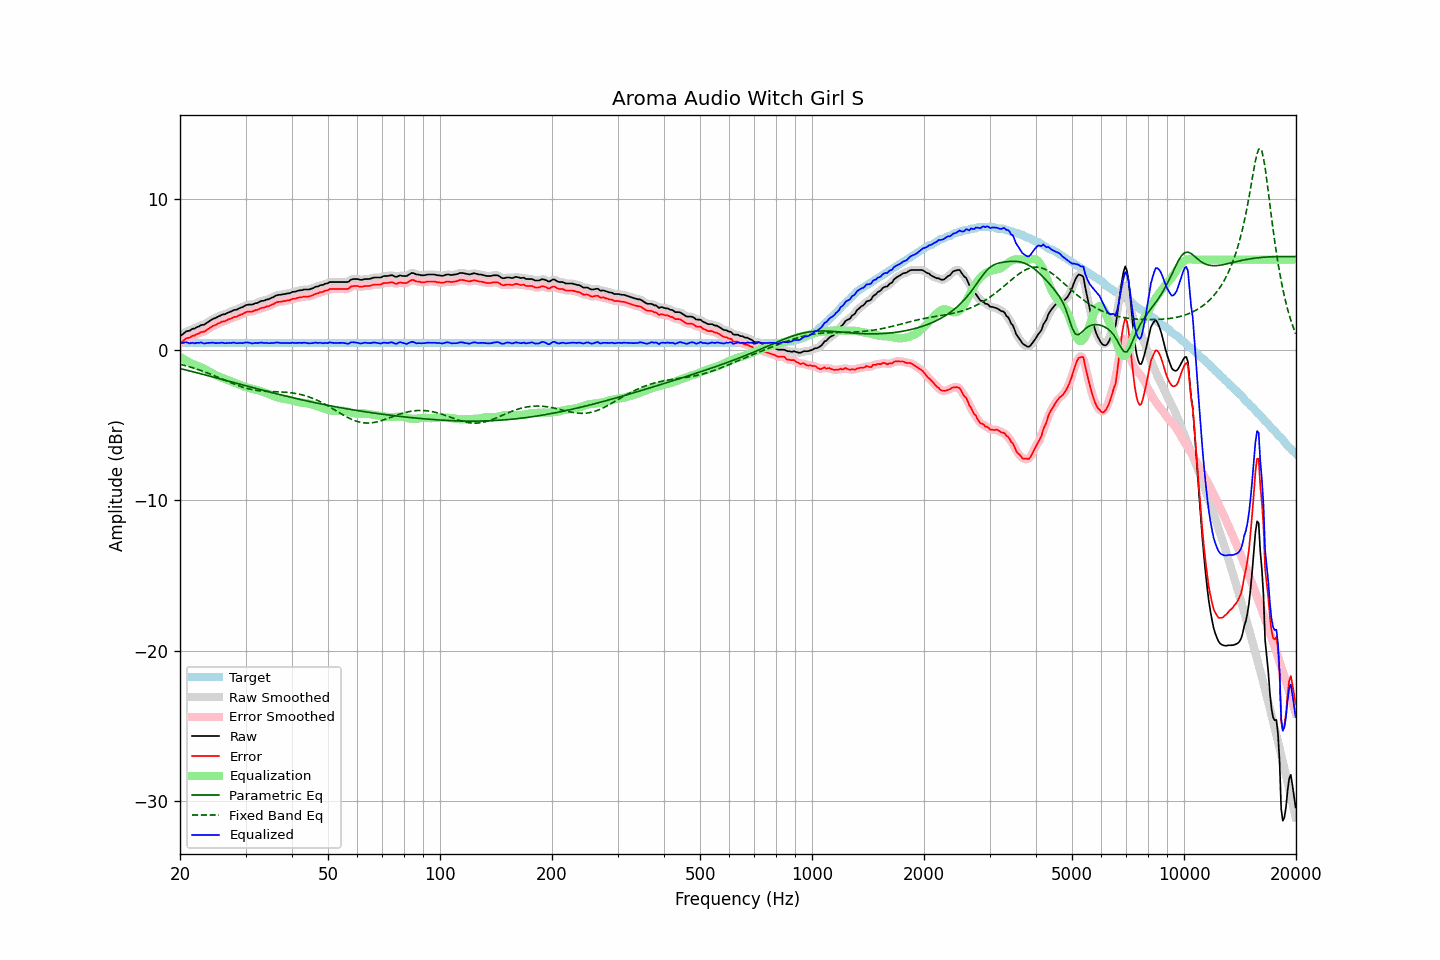 Aroma Audio Witch Girl S
10
0
−10
−20
−30
Amplitude (dBr)
Target
Raw Smoothed
Error Smoothed
Raw
Error
Equalization
Parametric Eq
Fixed Band Eq
Equalized
20 50 100 200 500 1000 2000 5000 10000 20000
Frequency (Hz)